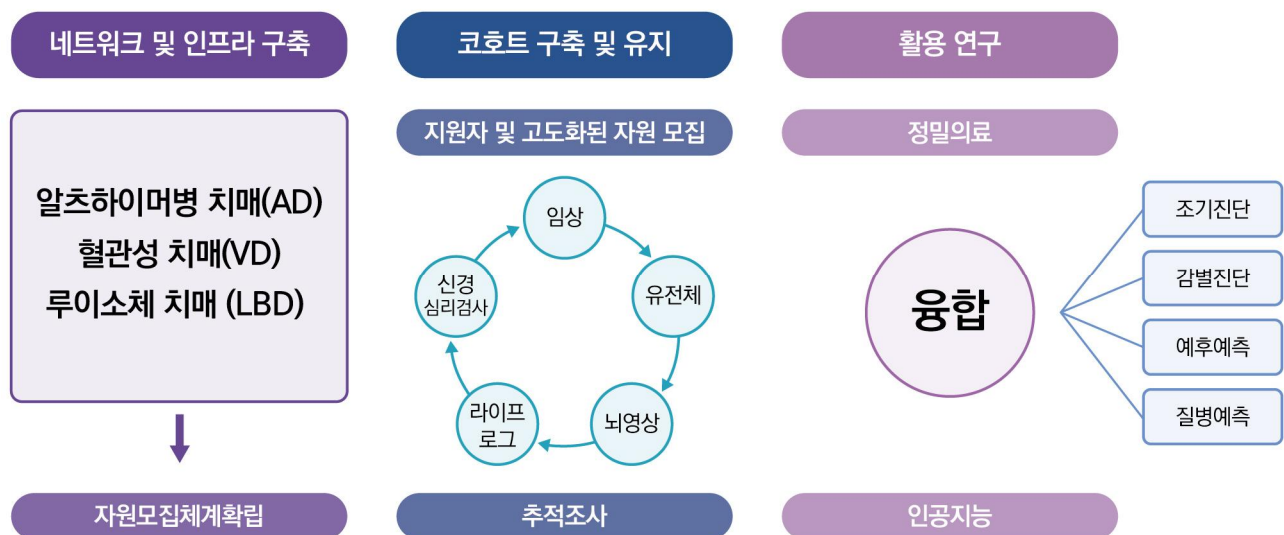 네트워크 및 인프라 구축
알츠하이머병 치매(AD)
혈관성 치매(VD)
루이소체 치매 (LBD)
자원모집체계확립
코호트 구축 및 유지
지원자 및 고도화된 자원 모집
임상
유전체
뇌영상
라이프
로그
신경
심리검사
추적조사
활용 연구
정밀의료
융합
조기진단
감별진단
예후예측
질병예측
인공지능